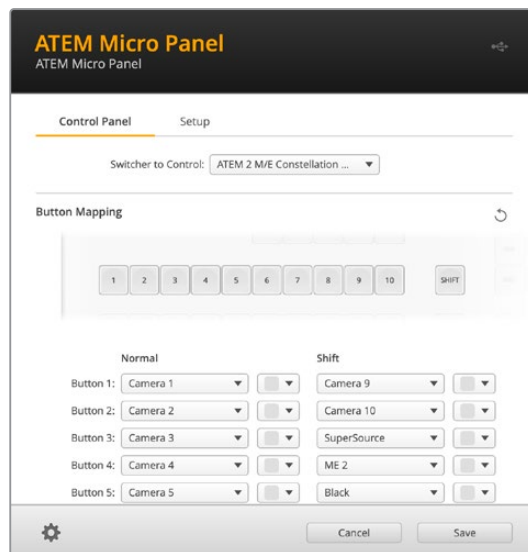 ATEM Micro Panel
ATEM Micro Panel
Control Panel Setup
Switcher to Control: ATEM 2 M/E Constellation ...
Button Mapping
1 2 3 4 5 6 7 8 9 10 SHIFT
Normal Shift
Button 1: Camera 1 Camera 9
Button 2: Camera 2 Camera 10
Button 3: Camera 3 SuperSource
Button 4: Camera 4 ME 2
Button 5: Camera 5 Black
Cancel Save